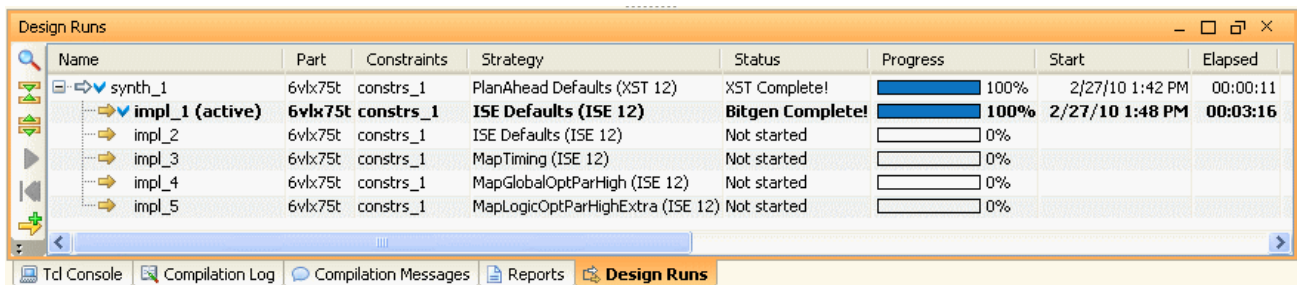 Design Runs
Name Part Constraints Strategy Status Progress Start Elapsed
synth_1 6vlx75t constrs_1 PlanAhead Defaults (XST 12) XST Complete! 100% 2/27/10 1:42 PM 00:00:11
impl_1 (active) 6vlx75t constrs_1 ISE Defaults (ISE 12) Bitgen Complete! 100% 2/27/10 1:48 PM 00:03:16
impl_2 6vlx75t constrs_1 ISE Defaults (ISE 12) Not started 0%
impl_3 6vlx75t constrs_1 MapTiming (ISE 12) Not started 0%
impl_4 6vlx75t constrs_1 MapGlobalOptParHigh (ISE 12) Not started 0%
impl_5 6vlx75t constrs_1 MapLogicOptParHighExtra (ISE 12) Not started 0%
Tcl Console Compilation Log Compilation Messages Reports Design Runs